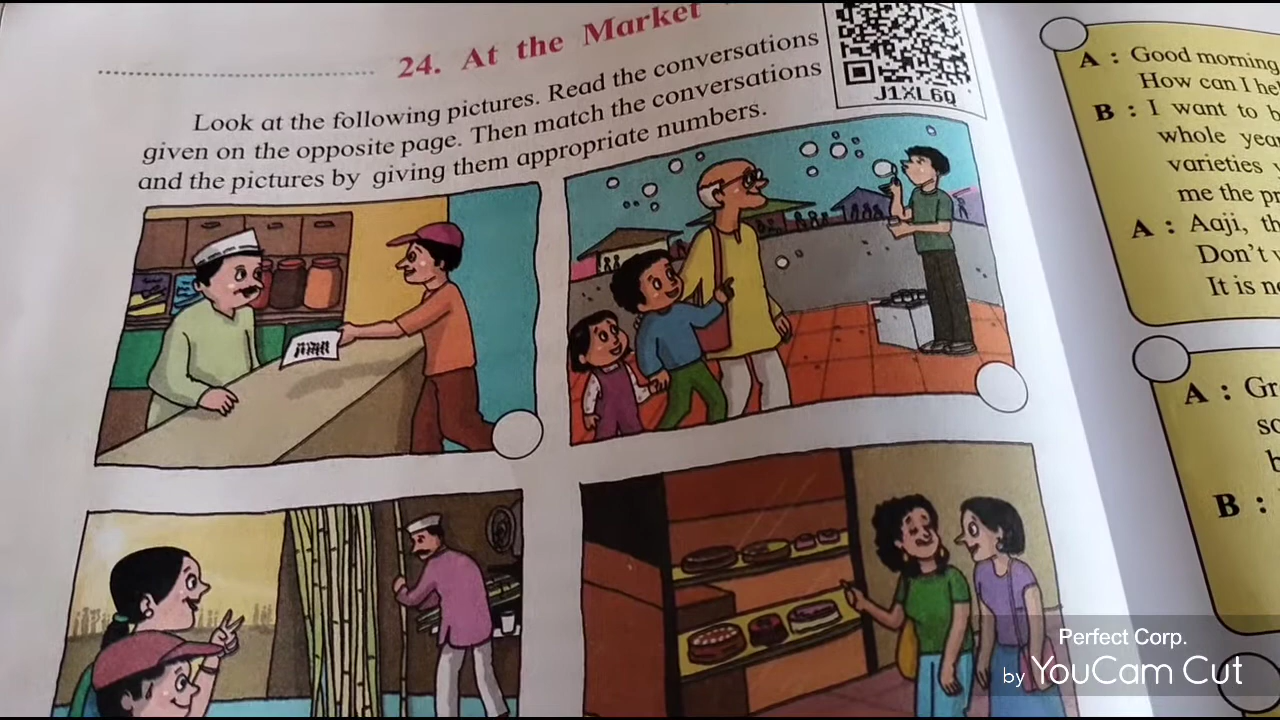 24. At the Market
J1XL6Q
Look at the following pictures. Read the conversations
given on the opposite page. Then match the conversations
and the pictures by giving them appropriate numbers.
A : Good morning
How can I he
B : I want to b
whole yea
varieties
me the pr
A : Aaji, th
Don't
It is n
A : Gr
so
b
B :
Perfect Corp.
by YouCam Cut